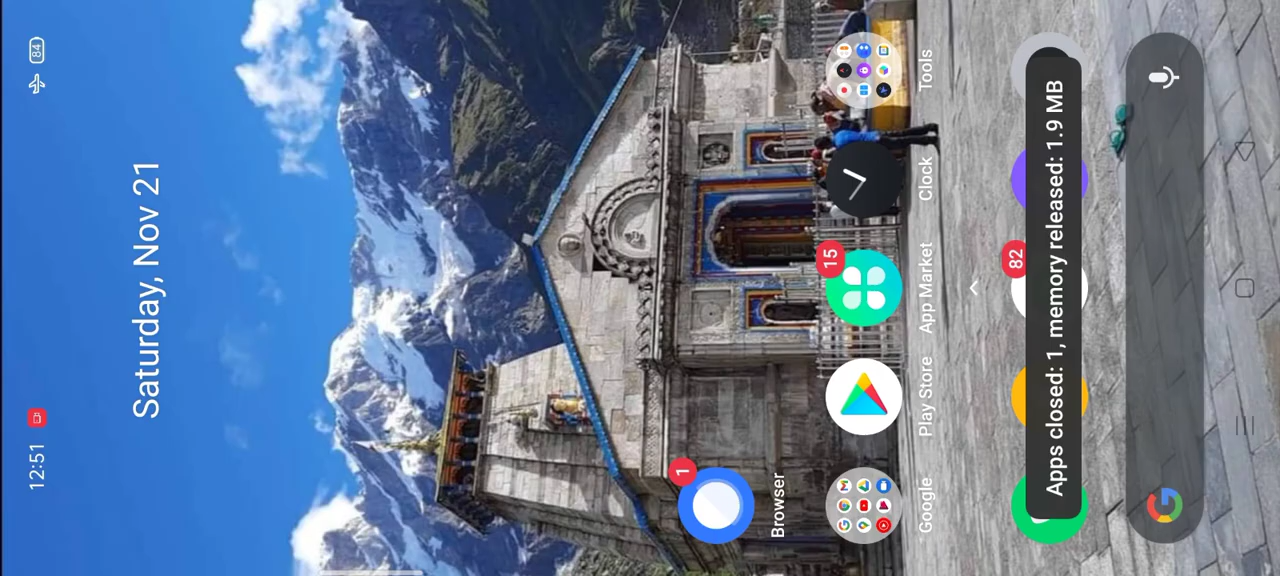 12:51
84
Saturday, Nov 21
1
Browser
15
Google
Play Store
App Market
Clock
Tools
82
Apps closed: 1, memory released: 1.9 MB